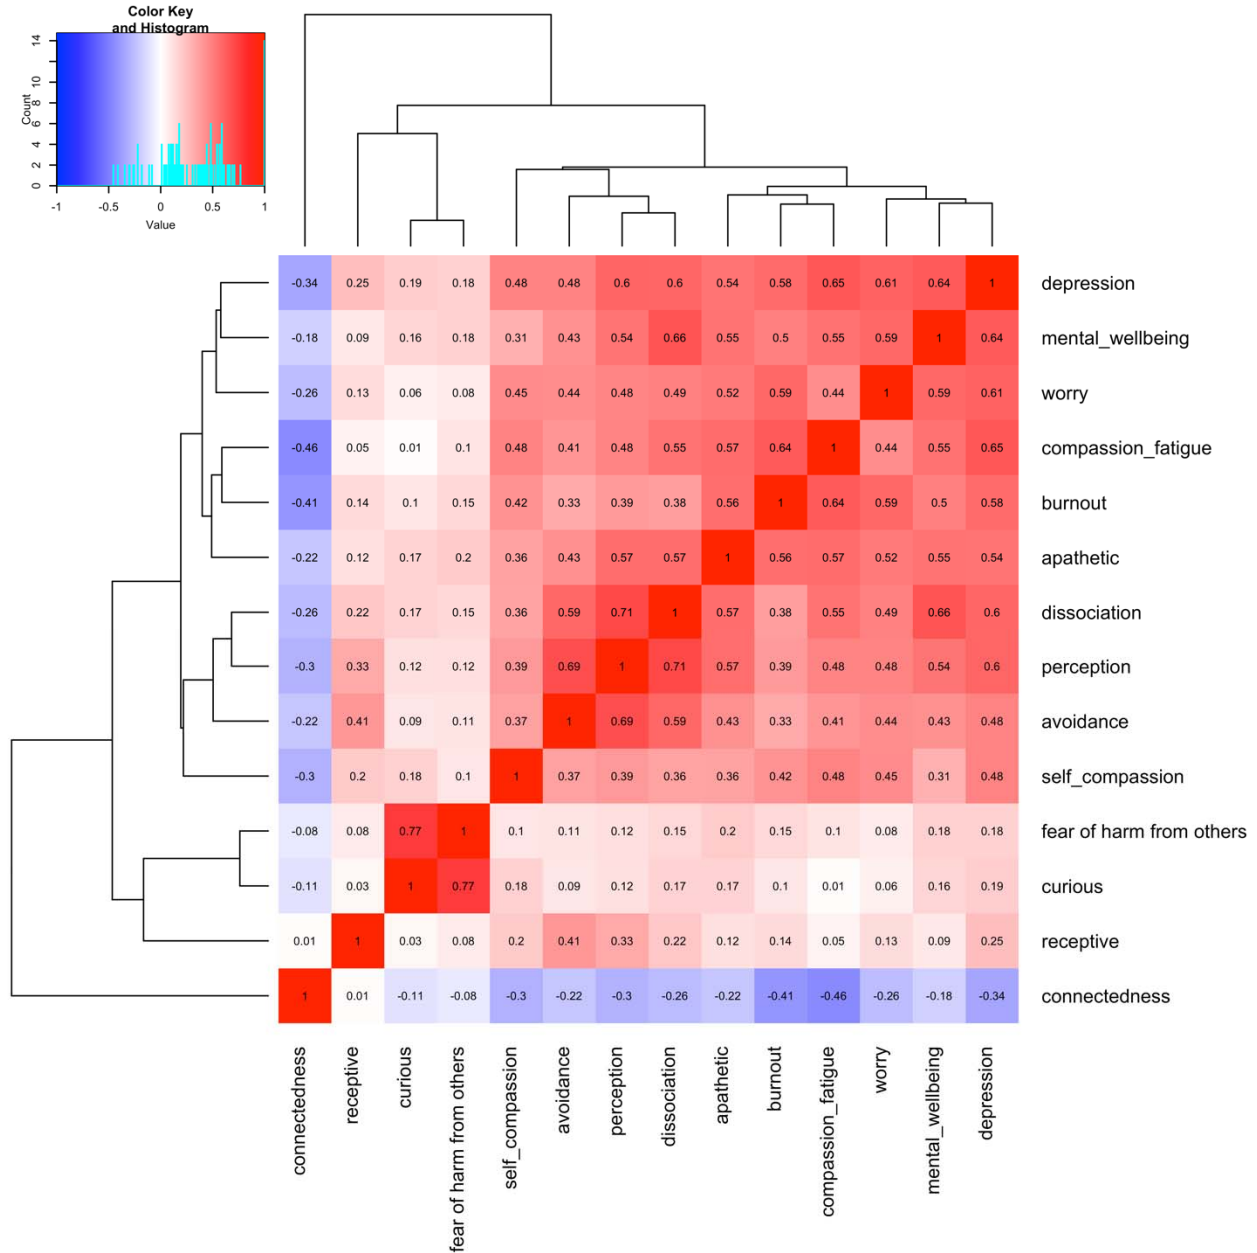 Color Key
and Histogram
Count
0 2 4 6 8 10 14
-1 -0.5 0 0.5 1
Value
-0.34 0.25 0.19 0.18 0.48 0.48 0.6 0.6 0.54 0.58 0.65 0.61 0.64 1 depression
-0.18 0.09 0.16 0.18 0.31 0.43 0.54 0.66 0.55 0.5 0.55 0.59 1 0.64 mental_wellbeing
-0.26 0.13 0.06 0.08 0.45 0.44 0.48 0.49 0.52 0.59 0.44 1 0.59 0.61 worry
-0.46 0.05 0.01 0.1 0.48 0.41 0.48 0.55 0.57 0.64 1 0.44 0.55 0.65 compassion_fatigue
-0.41 0.14 0.1 0.15 0.42 0.33 0.39 0.38 0.56 1 0.64 0.59 0.5 0.58 burnout
-0.22 0.12 0.17 0.2 0.36 0.43 0.57 0.57 1 0.56 0.57 0.52 0.55 0.54 apathetic
-0.26 0.22 0.17 0.15 0.36 0.59 0.71 1 0.57 0.38 0.55 0.49 0.66 0.6 dissociation
-0.3 0.33 0.12 0.12 0.39 0.69 1 0.71 0.57 0.39 0.48 0.48 0.54 0.6 perception
-0.22 0.41 0.09 0.11 0.37 1 0.69 0.59 0.43 0.33 0.41 0.44 0.43 0.48 avoidance
-0.3 0.2 0.18 0.1 1 0.37 0.39 0.36 0.36 0.42 0.48 0.45 0.31 0.48 self_compassion
-0.08 0.08 0.77 1 0.1 0.11 0.12 0.15 0.2 0.15 0.1 0.08 0.18 0.18 fear of harm from others
-0.11 0.03 1 0.77 0.18 0.09 0.12 0.17 0.17 0.1 0.01 0.06 0.16 0.19 curious
0.01 1 0.03 0.08 0.2 0.41 0.33 0.22 0.12 0.14 0.05 0.13 0.09 0.25 receptive
1 0.01 -0.11 -0.08 -0.3 -0.22 -0.3 -0.26 -0.22 -0.41 -0.46 -0.26 -0.18 -0.34 connectedness
connectedness
receptive
curious
fear of harm from others
self_compassion
avoidance
perception
dissociation
apathetic
burnout
compassion_fatigue
worry
mental_wellbeing
depression